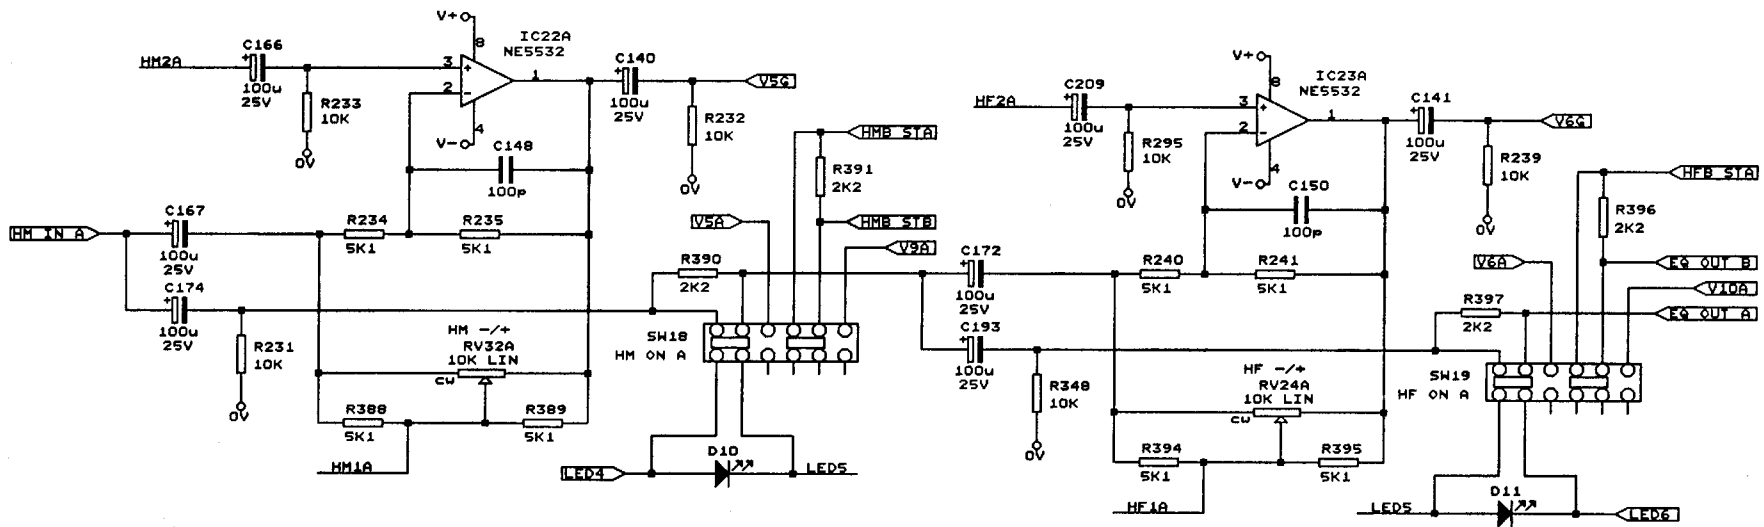 HM2A
C166
+
100u
25V
R233
10K
0V
V+
8
IC22A
NE5532
3
+
2
-
1
4
V-
C140
+
100u
25V
V5G
R232
10K
0V
C148
100p
HM IN A
C167
+
100u
25V
C174
+
100u
25V
R231
10K
0V
R234
5K1
R235
5K1
HM -/+
RV32A
10K LIN
CW
R388
5K1
R389
5K1
HM1A
HMB STA
R391
2K2
HMB STB
V5A
V9A
R390
2K2
SW18
HM ON A
D10
LED4
LED5
HF2A
C209
+
100u
25V
R295
10K
0V
V+
8
IC23A
NE5532
3
+
2
-
1
4
V-
C141
+
100u
25V
V6G
R239
10K
0V
C150
100p
C172
+
100u
25V
C193
+
100u
25V
R348
10K
0V
R240
5K1
R241
5K1
HF -/+
RV24A
10K LIN
CW
R394
5K1
R395
5K1
HF1A
HFB STA
R396
2K2
EQ OUT B
V6A
V10A
R397
2K2
EQ OUT A
SW19
HF ON A
D11
LED5
LED6